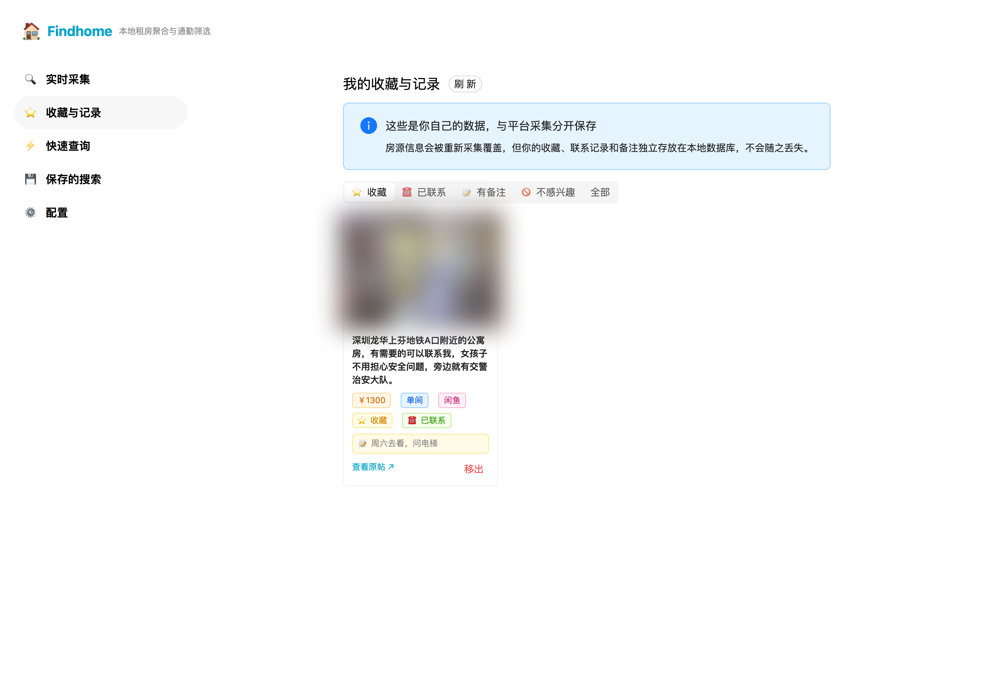 Findhome 本地租房聚合与通勤筛选
实时采集
收藏与记录
快速查询
保存的搜索
配置
我的收藏与记录 刷 新
这些是你自己的数据，与平台采集分开保存
房源信息会被重新采集覆盖，但你的收藏、联系记录和备注独立存放在本地数据库，不会随之丢失。
收藏 已联系 有备注 不感兴趣 全部
深圳龙华上芬地铁A口附近的公寓
房，有需要的可以联系我，女孩子
不用担心安全问题，旁边就有交警
治安大队。
￥1300 单间 闲鱼
收藏 已联系
周六去看，问电梯
查看原帖 ↗ 移出